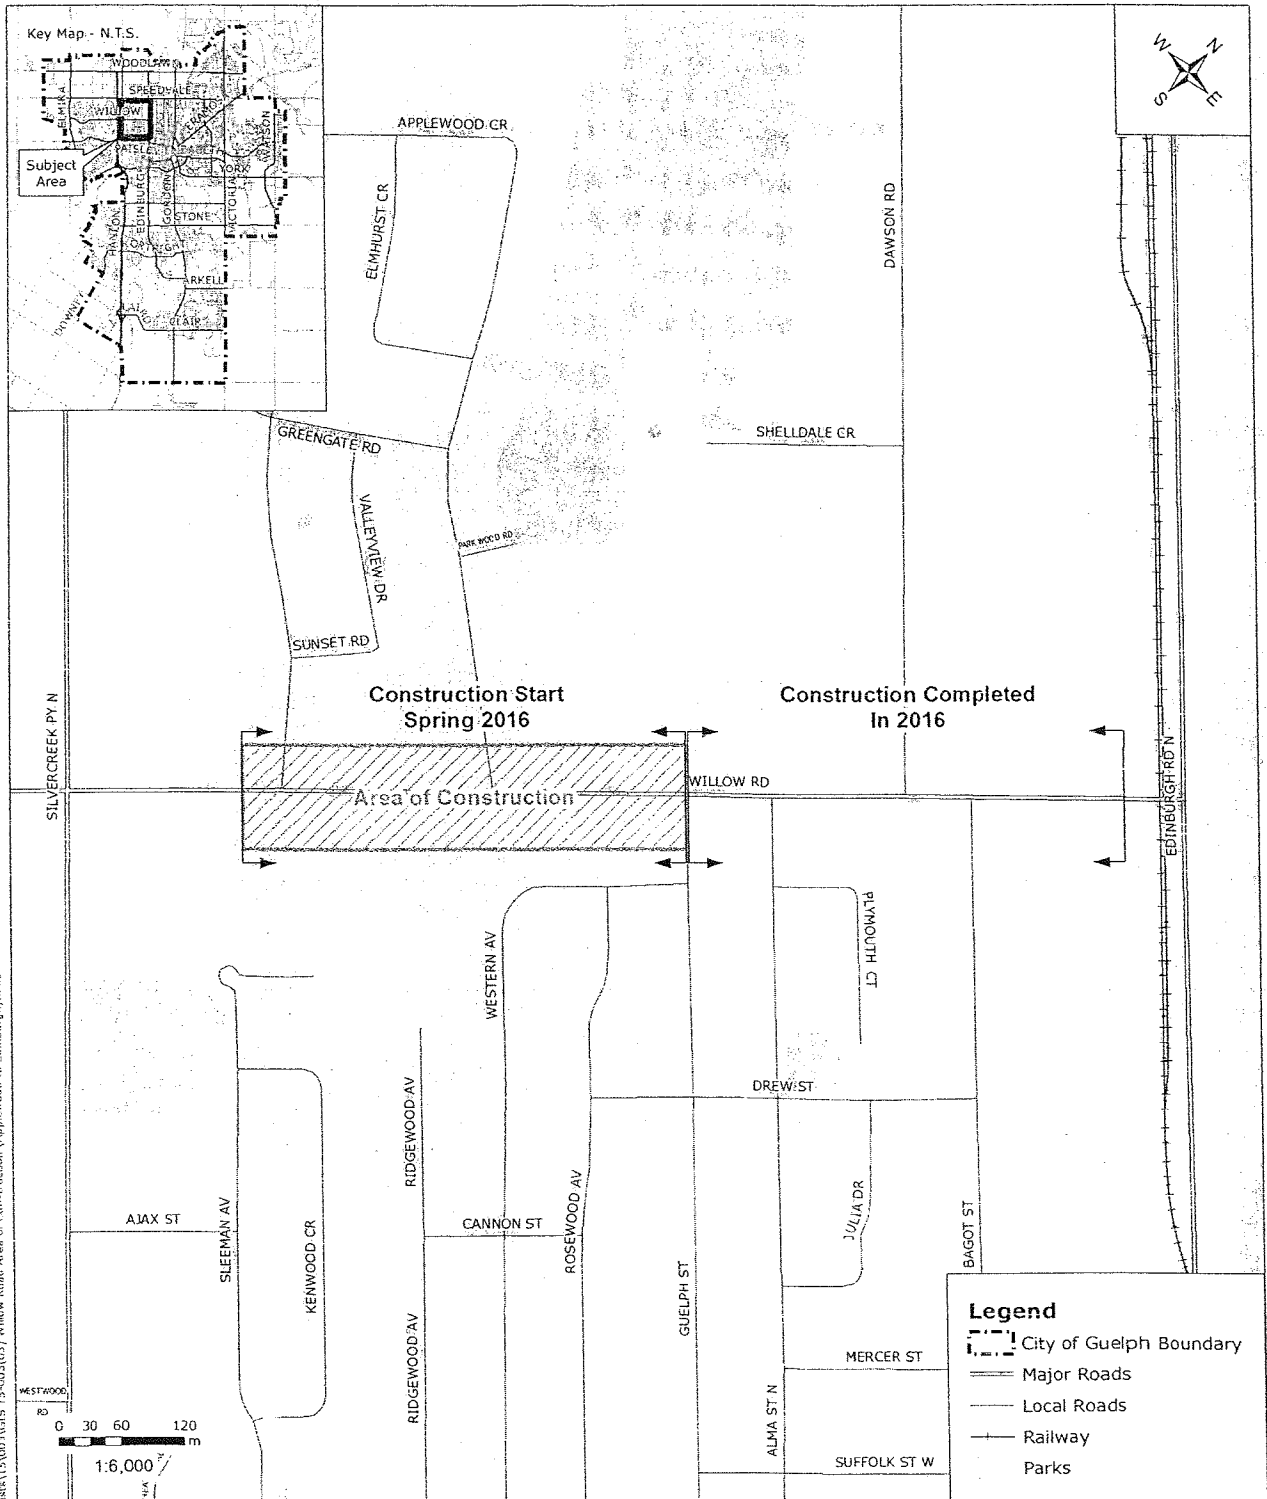 Key Map - N.T.S.
WOODLAWN
SPEEDVALE
ELMIRA
WILLOW
PAISLEY
Subject
Area
YORK
EDINBURGH
GORDON
VICTORIA
STONE
HANLON
ARKELL
DOWNEY
LAIRD
CLAIR
W
N
S
E
APPLEWOOD CR
ELMHURST CR
DAWSON RD
GREENGATE RD
SHELLDALE CR
VALLEYVIEW DR
PARKWOOD RD
SUNSET RD
SILVERCREEK PY N
Construction Start
Spring 2016
Construction Completed
In 2016
WILLOW RD
Area of Construction
EDINBURGH RD N
WESTERN AV
PLYMOUTH CT
DREW ST
RIDGEWOOD AV
AJAX ST
SLEEMAN AV
KENWOOD CR
CANNON ST
ROSEWOOD AV
JULIA DR
BAGOT ST
GUELPH ST
RIDGEWOOD AV
MERCER ST
ALMA ST N
SUFFOLK ST W
WESTWOOD
RD
0 30 60 120
m
1:6,000
Legend
City of Guelph Boundary
Major Roads
Local Roads
Railway
Parks